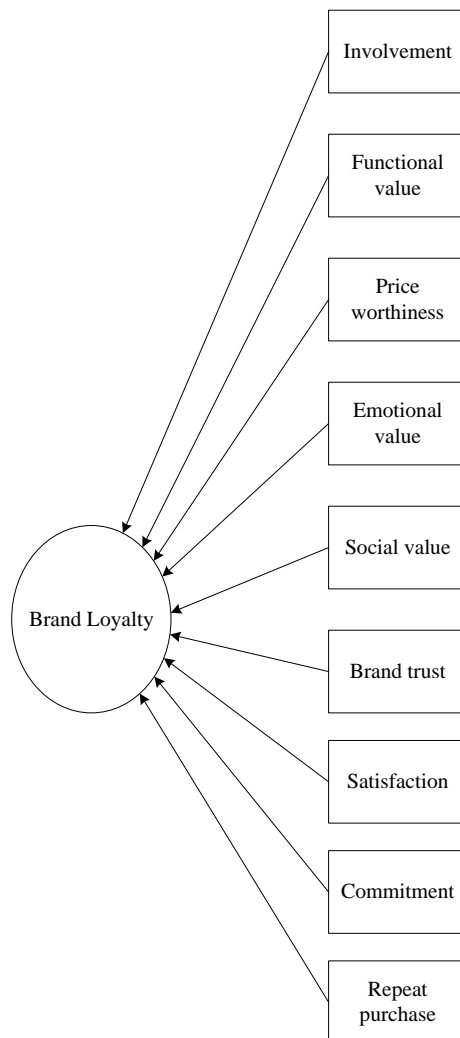 Involvement
Functional
value
Price
worthiness
Emotional
value
Social value
Brand Loyalty
Brand trust
Satisfaction
Commitment
Repeat
purchase